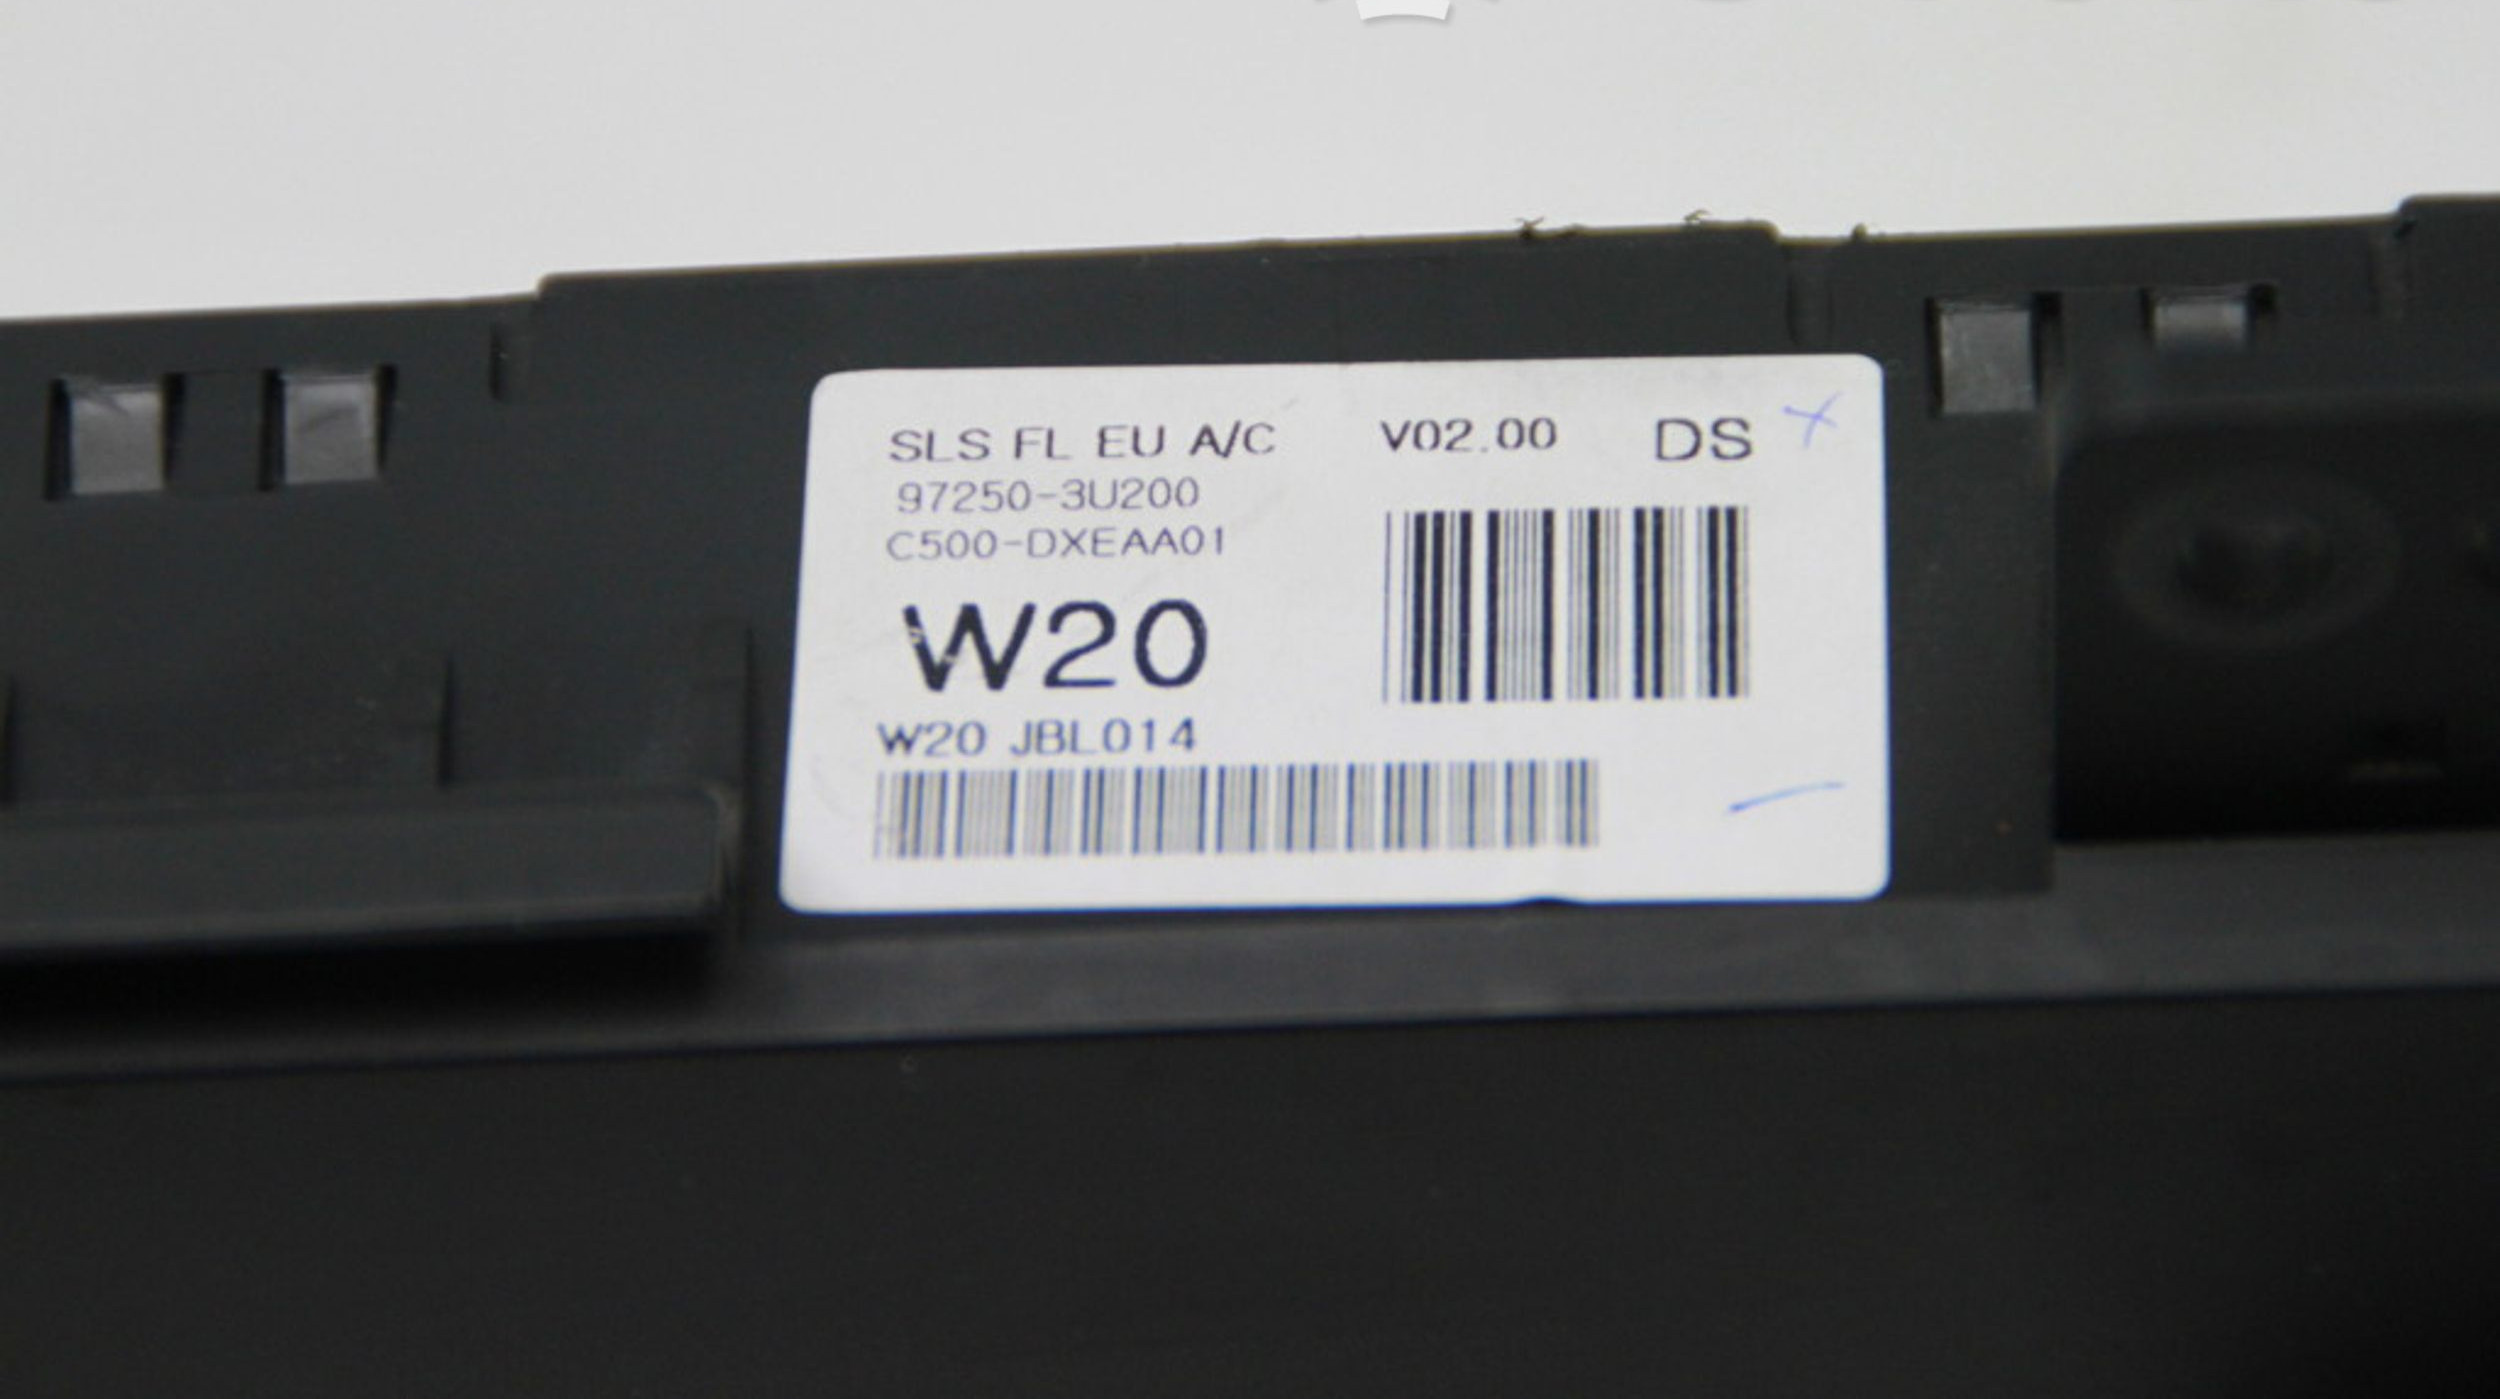 SLS FL EU A/C V02.00 DS
97250-3U200
C500-DXEAA01
W20
W20 JBL014